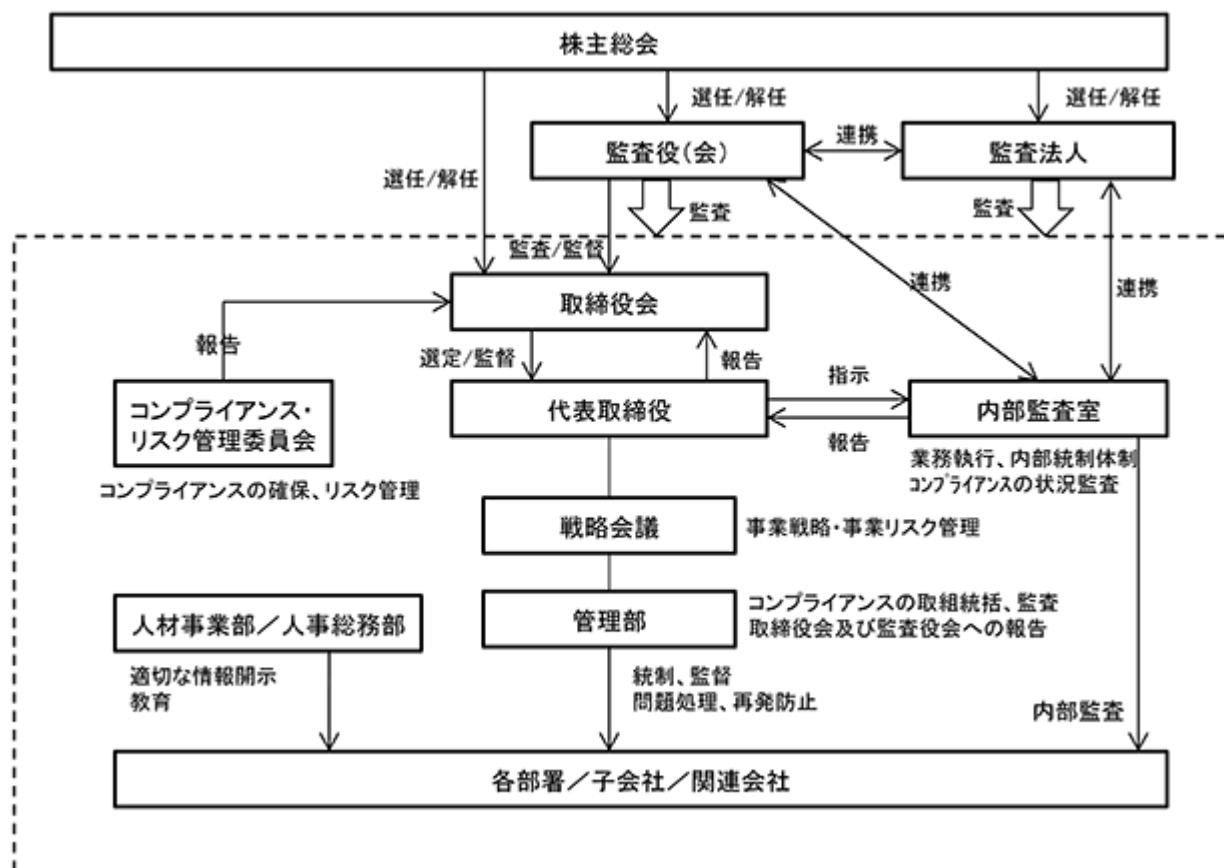 株主総会
選任/解任
選任/解任
監査役(会)
連携
監査法人
選任/解任
監査
監査
監査/監督
取締役会
連携
連携
報告
選定/監督
報告
指示
コンプライアンス・
リスク管理委員会
代表取締役
内部監査室
報告
コンプライアンスの確保、リスク管理
業務執行、内部統制体制
コンプライアンスの状況監査
戦略会議
事業戦略・事業リスク管理
人材事業部/人事総務部
管理部
コンプライアンスの取組統括、監査
取締役会及び監査役会への報告
適切な情報開示
教育
統制、監督
問題処理、再発防止
内部監査
各部署/子会社/関連会社